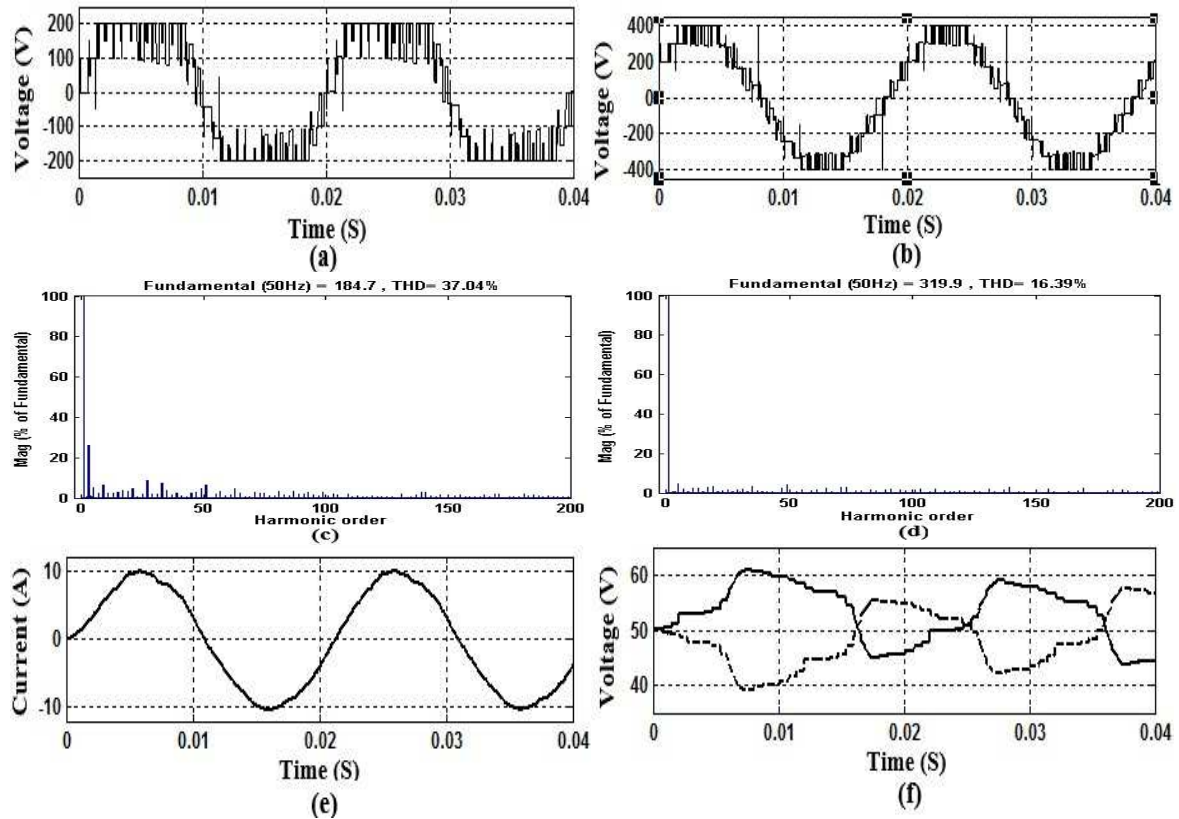 200
100
0
-100
-200
Voltage (V)
0 0.01 0.02 0.03 0.04
Time (S)
(a)
400
200
0
-200
-400
Voltage (V)
0 0.01 0.02 0.03 0.04
Time (S)
(b)
Fundamental (50Hz) = 184.7 , THD= 37.04%
100
80
60
40
20
0
Mag (% of Fundamental)
0 50 100 150 200
Harmonic order
(c)
Fundamental (50Hz) = 319.9 , THD= 16.39%
100
80
60
40
20
0
Mag (% of Fundamental)
0 50 100 150 200
Harmonic order
(d)
10
0
-10
Current (A)
0 0.01 0.02 0.03 0.04
Time (S)
(e)
60
50
40
Voltage (V)
0 0.01 0.02 0.03 0.04
Time (S)
(f)